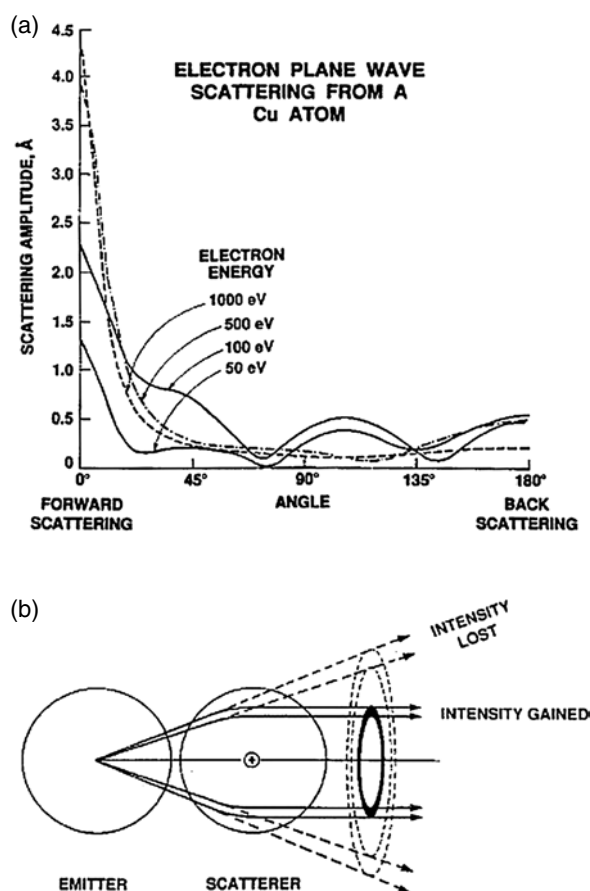 (a)
ELECTRON PLANE WAVE
SCATTERING FROM A
Cu ATOM
SCATTERING AMPLITUDE, Å
4.5
4.0
3.5
3.0
2.5
2.0
1.5
1.0
0.5
0
ELECTRON
ENERGY
1000 eV
500 eV
100 eV
50 eV
0° 45° 90° 135° 180°
FORWARD
SCATTERING
ANGLE
BACK
SCATTERING
(b)
INTENSITY
LOST
INTENSITY GAINED
+
EMITTER SCATTERER